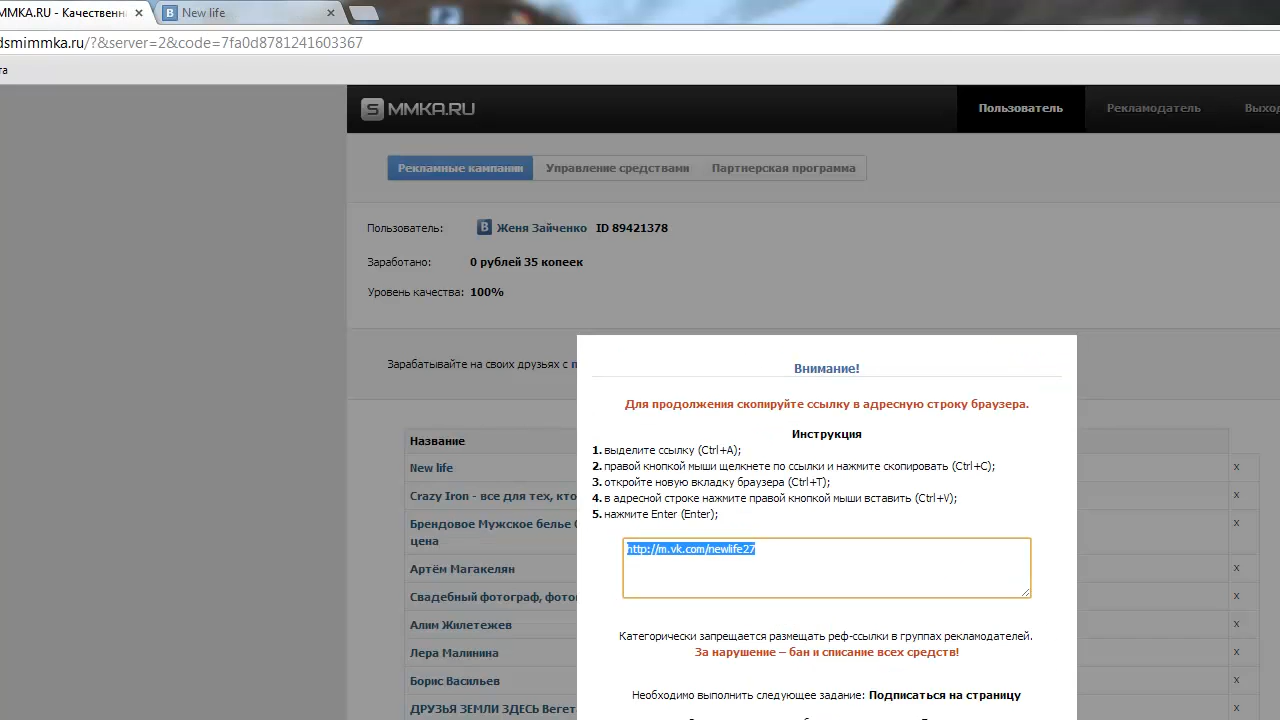 MMKA.RU - Качественн
New life
dsmimmka.ru/?&server=2&code=7fa0d8781241603367
та
S MMKA.RU
Пользователь
Рекламодатель
Выход
Рекламные кампании
Управление средствами
Партнерская программа
Пользователь: В Женя Зайченко ID 89421378
Заработано: 0 рублей 35 копеек
Уровень качества: 100%
Зарабатывайте на своих друзьях с п
Внимание!
Для продолжения скопируйте ссылку в адресную строку браузера.
Инструкция
1. выделите ссылку (Ctrl+A);
2. правой кнопкой мыши щелкнете по ссылки и нажмите скопировать (Ctrl+C);
3. откройте новую вкладку браузера (Ctrl+T);
4. в адресной строке нажмите правой кнопкой мыши вставить (Ctrl+V);
5. нажмите Enter (Enter);
http://m.vk.com/newlife27
Категорически запрещается размещать реф-ссылки в группах рекламодателей.
За нарушение – бан и списание всех средств!
Необходимо выполнить следующее задание: Подписаться на страницу
Название
New life x
Crazy Iron - все для тех, кто x
Брендовое Мужское белье x
цена
Артём Магакелян x
Свадебный фотограф, фото x
Алим Жилетежев x
Лера Малинина x
Борис Васильев x
ДРУЗЬЯ ЗЕМЛИ ЗДЕСЬ Вегет x